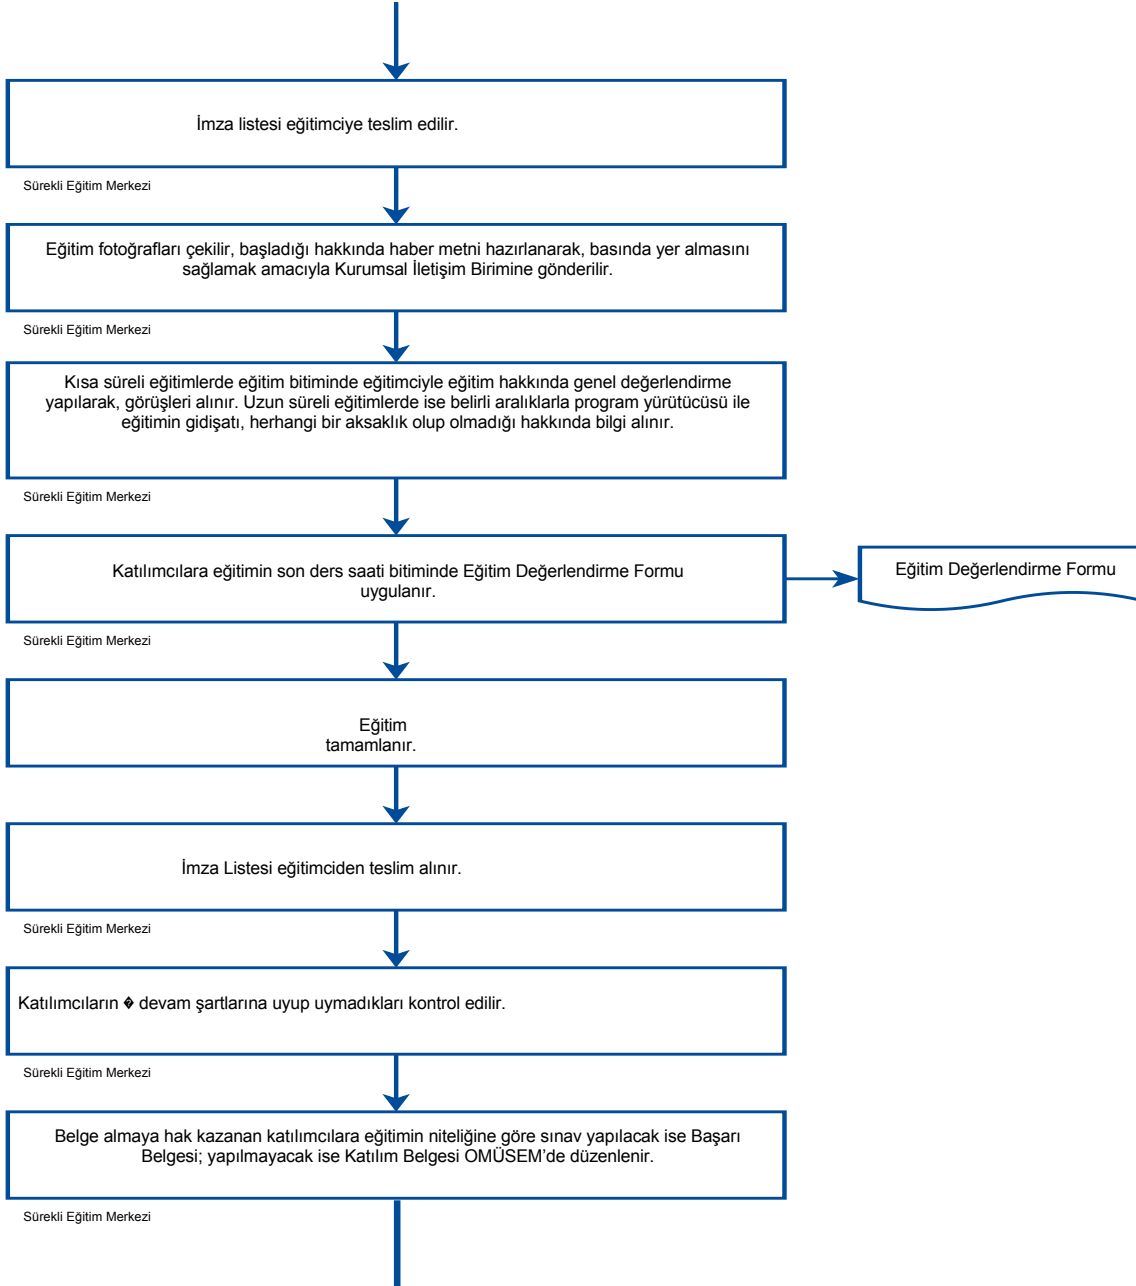 İmza listesi eğitimciye teslim edilir.
Sürekli Eğitim Merkezi
Eğitim fotoğrafları çekilir, başladığı hakkında haber metni hazırlanarak, basında yer almasını
sağlamak amacıyla Kurumsal İletişim Birimine gönderilir.
Sürekli Eğitim Merkezi
Kısa süreli eğitimlerde eğitim bitiminde eğitimciyle eğitim hakkında genel değerlendirme
yapılarak, görüşleri alınır. Uzun süreli eğitimlerde ise belirli aralıklarla program yürütücüsü ile
eğitimin gidişatı, herhangi bir aksaklık olup olmadığı hakkında bilgi alınır.
Sürekli Eğitim Merkezi
Katılımcılara eğitimin son ders saati bitiminde Eğitim Değerlendirme Formu
uygulanır.
Eğitim Değerlendirme Formu
Sürekli Eğitim Merkezi
Eğitim
tamamlanır.
İmza Listesi eğitimciden teslim alınır.
Sürekli Eğitim Merkezi
Katılımcıların � devam şartlarına uyup uymadıkları kontrol edilir.
Sürekli Eğitim Merkezi
Belge almaya hak kazanan katılımcılara eğitimin niteliğine göre sınav yapılacak ise Başarı
Belgesi; yapılmayacak ise Katılım Belgesi OMÜSEM’de düzenlenir.
Sürekli Eğitim Merkezi